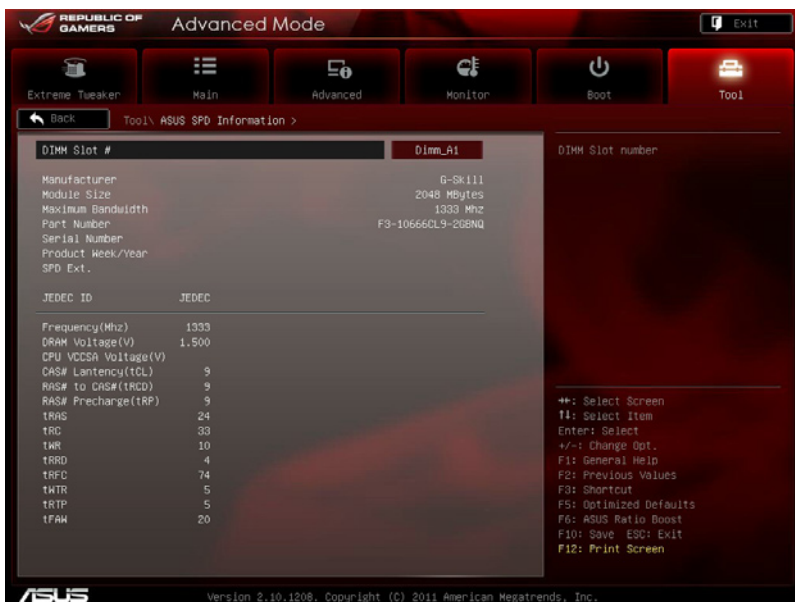 REPUBLIC OF
GAMERS
Advanced Mode
Exit
Extreme Tweaker
Main
Advanced
Monitor
Boot
Tool
Back
Tool\ ASUS SPD Information >
DIMM Slot # Dimm_A1
DIMM Slot number
Manufacturer G-Skill
Module Size 2048 MBytes
Maximum Bandwidth 1333 Mhz
Part Number F3-10666CL9-2GBNQ
Serial Number
Product Week/Year
SPD Ext.
JEDEC ID JEDEC
Frequency(Mhz) 1333
DRAM Voltage(V) 1.500
CPU VCCSA Voltage(V)
CAS# Lantency(tCL) 9
RAS# to CAS#(tRCD) 9
RAS# Precharge(tRP) 9
tRAS 24
tRC 33
tWR 10
tRRD 4
tRFC 74
tWTR 5
tRTP 5
tFAW 20
→←: Select Screen
↑↓: Select Item
Enter: Select
+/-: Change Opt.
F1: General Help
F2: Previous Values
F3: Shortcut
F5: Optimized Defaults
F6: ASUS Ratio Boost
F10: Save ESC: Exit
F12: Print Screen
ASUS
Version 2.10.1208. Copyright (C) 2011 American Megatrends, Inc.